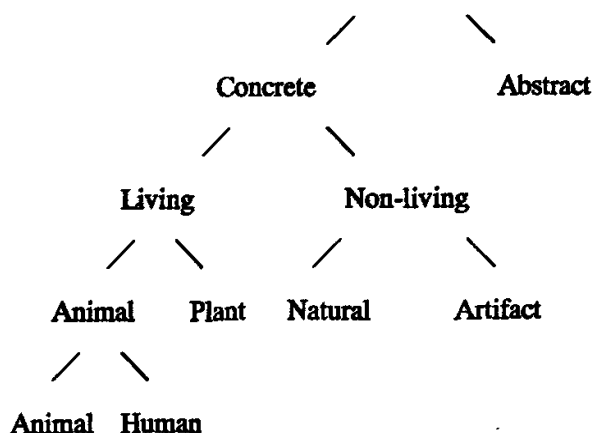 Concrete Abstract
Living Non-living
Animal Plant Natural Artifact
Animal Human